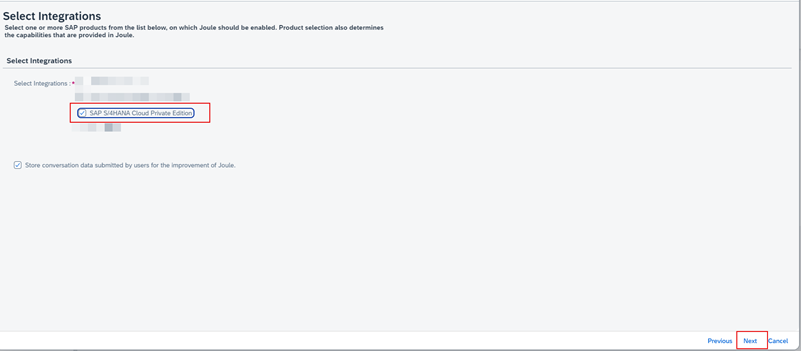 Select Integrations
Select one or more SAP products from the list below, on which Joule should be enabled. Product selection also determines
the capabilities that are provided in Joule.
Select Integrations
Select Integrations :*
SAP S/4HANA Cloud Private Edition
Store conversation data submitted by users for the improvement of Joule.
Previous Next Cancel